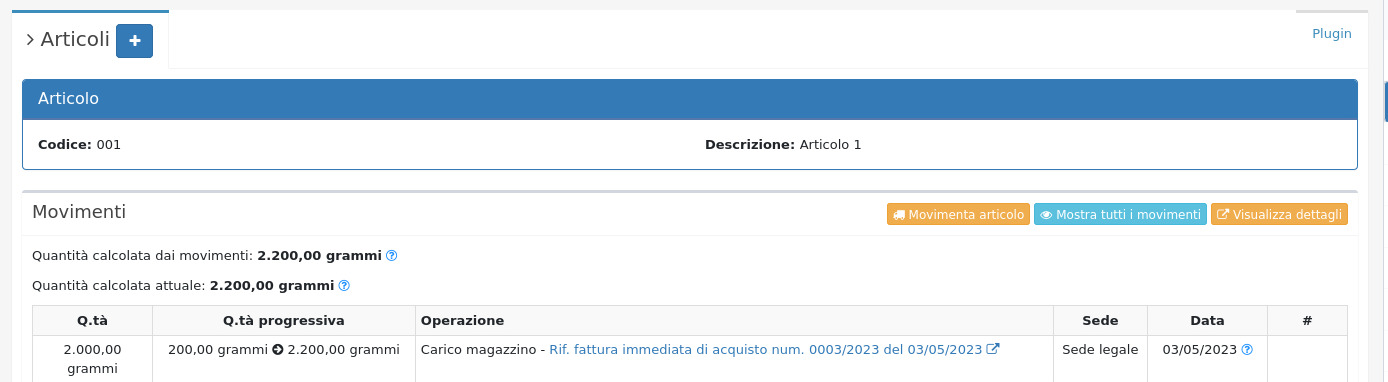 Articoli
Plugin
Articolo
Codice: 001 Descrizione: Articolo 1
Movimenti Movimenta articolo Mostra tutti i movimenti Visualizza dettagli
Quantità calcolata dai movimenti: 2.200,00 grammi
Quantità calcolata attuale: 2.200,00 grammi
Q.tà Q.tà progressiva Operazione Sede Data #
2.000,00 200,00 grammi 2.200,00 grammi Carico magazzino - Rif. fattura immediata di acquisto num. 0003/2023 del 03/05/2023 Sede legale 03/05/2023
grammi